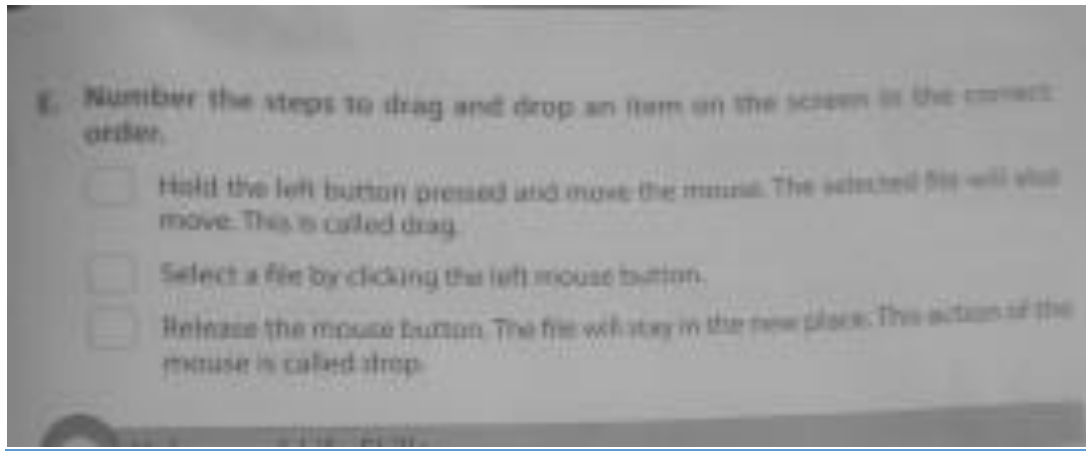 E. Number the steps to drag and drop an item on the screen in the correct
order.
Hold the left button pressed and move the mouse. The selected file will also
move. This is called drag.
Select a file by clicking the left mouse button.
Release the mouse button. The file will stay in the new place. This action of the
mouse is called drop.
Life Skills